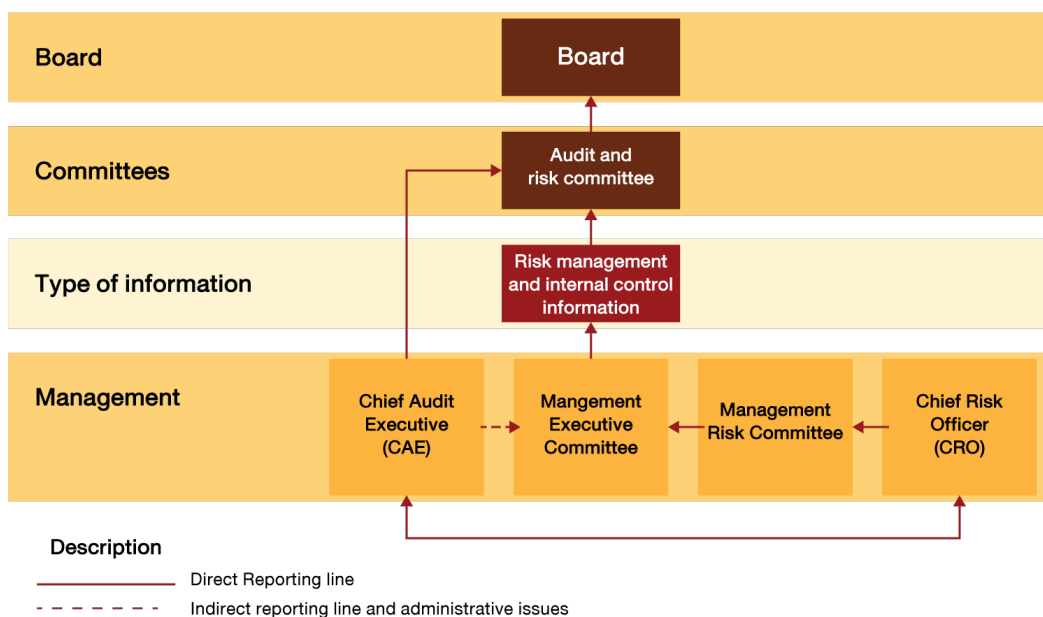 Board
Board
Committees
Audit and
risk committee
Type of information
Risk management
and internal control
information
Management
Chief Audit
Executive
(CAE)
Mangement
Executive
Committee
Management
Risk Committee
Chief Risk
Officer
(CRO)
Description
Direct Reporting line
Indirect reporting line and administrative issues